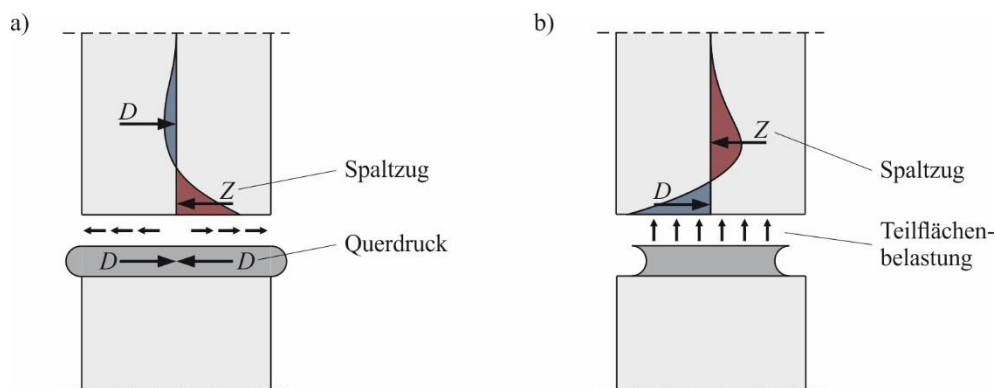 a)
D
Z
Spaltzug
Querdruck
D
D
b)
Z
Spaltzug
D
Teilflächen-
belastung